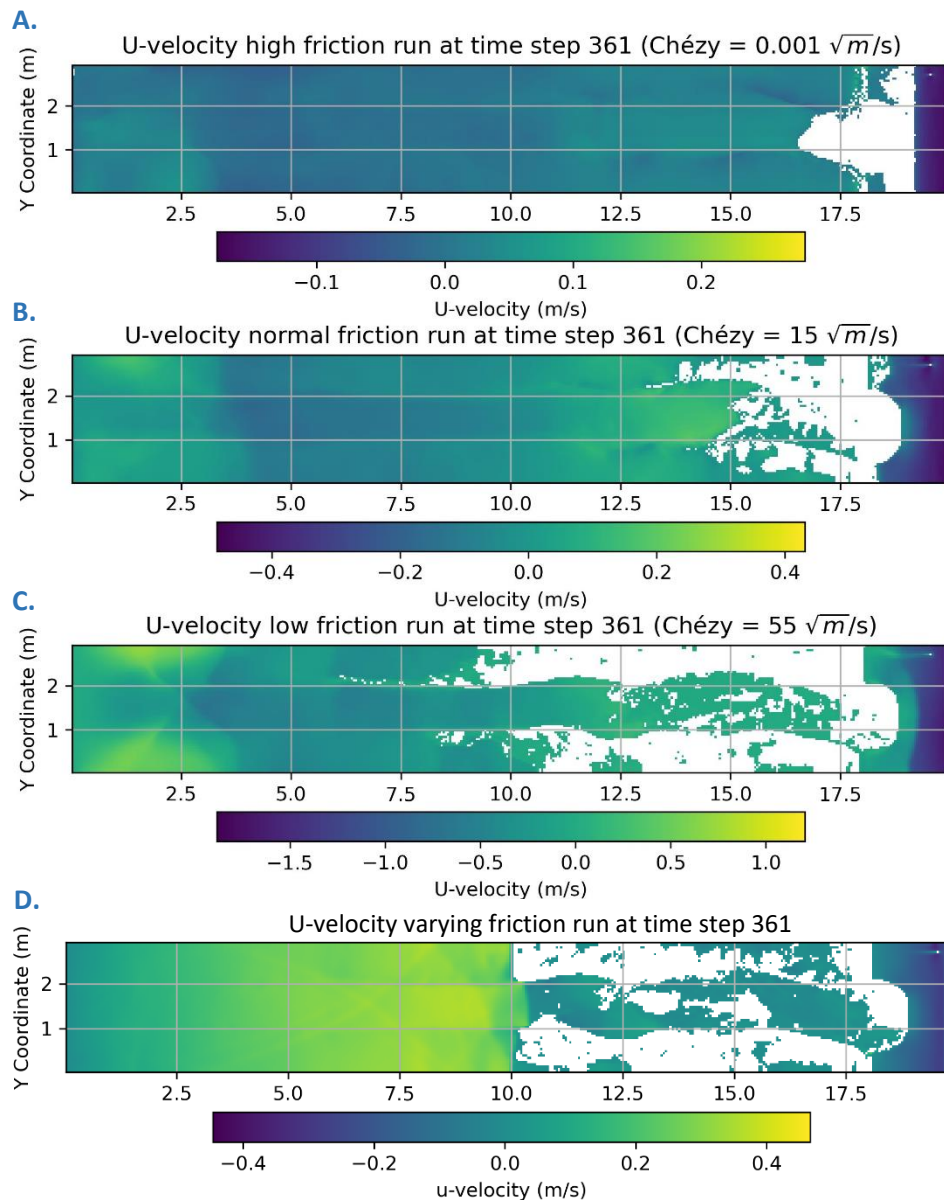 A.
U-velocity high friction run at time step 361 (Chézy = 0.001 √m/s)
Y Coordinate (m)
2
1
2.5 5.0 7.5 10.0 12.5 15.0 17.5
−0.1 0.0 0.1 0.2
U-velocity (m/s)
B.
U-velocity normal friction run at time step 361 (Chézy = 15 √m/s)
Y Coordinate (m)
2
1
2.5 5.0 7.5 10.0 12.5 15.0 17.5
−0.4 −0.2 0.0 0.2 0.4
U-velocity (m/s)
C.
U-velocity low friction run at time step 361 (Chézy = 55 √m/s)
Y Coordinate (m)
2
1
2.5 5.0 7.5 10.0 12.5 15.0 17.5
−1.5 −1.0 −0.5 0.0 0.5 1.0
U-velocity (m/s)
D.
U-velocity varying friction run at time step 361
Y Coordinate (m)
2
1
2.5 5.0 7.5 10.0 12.5 15.0 17.5
−0.4 −0.2 0.0 0.2 0.4
u-velocity (m/s)